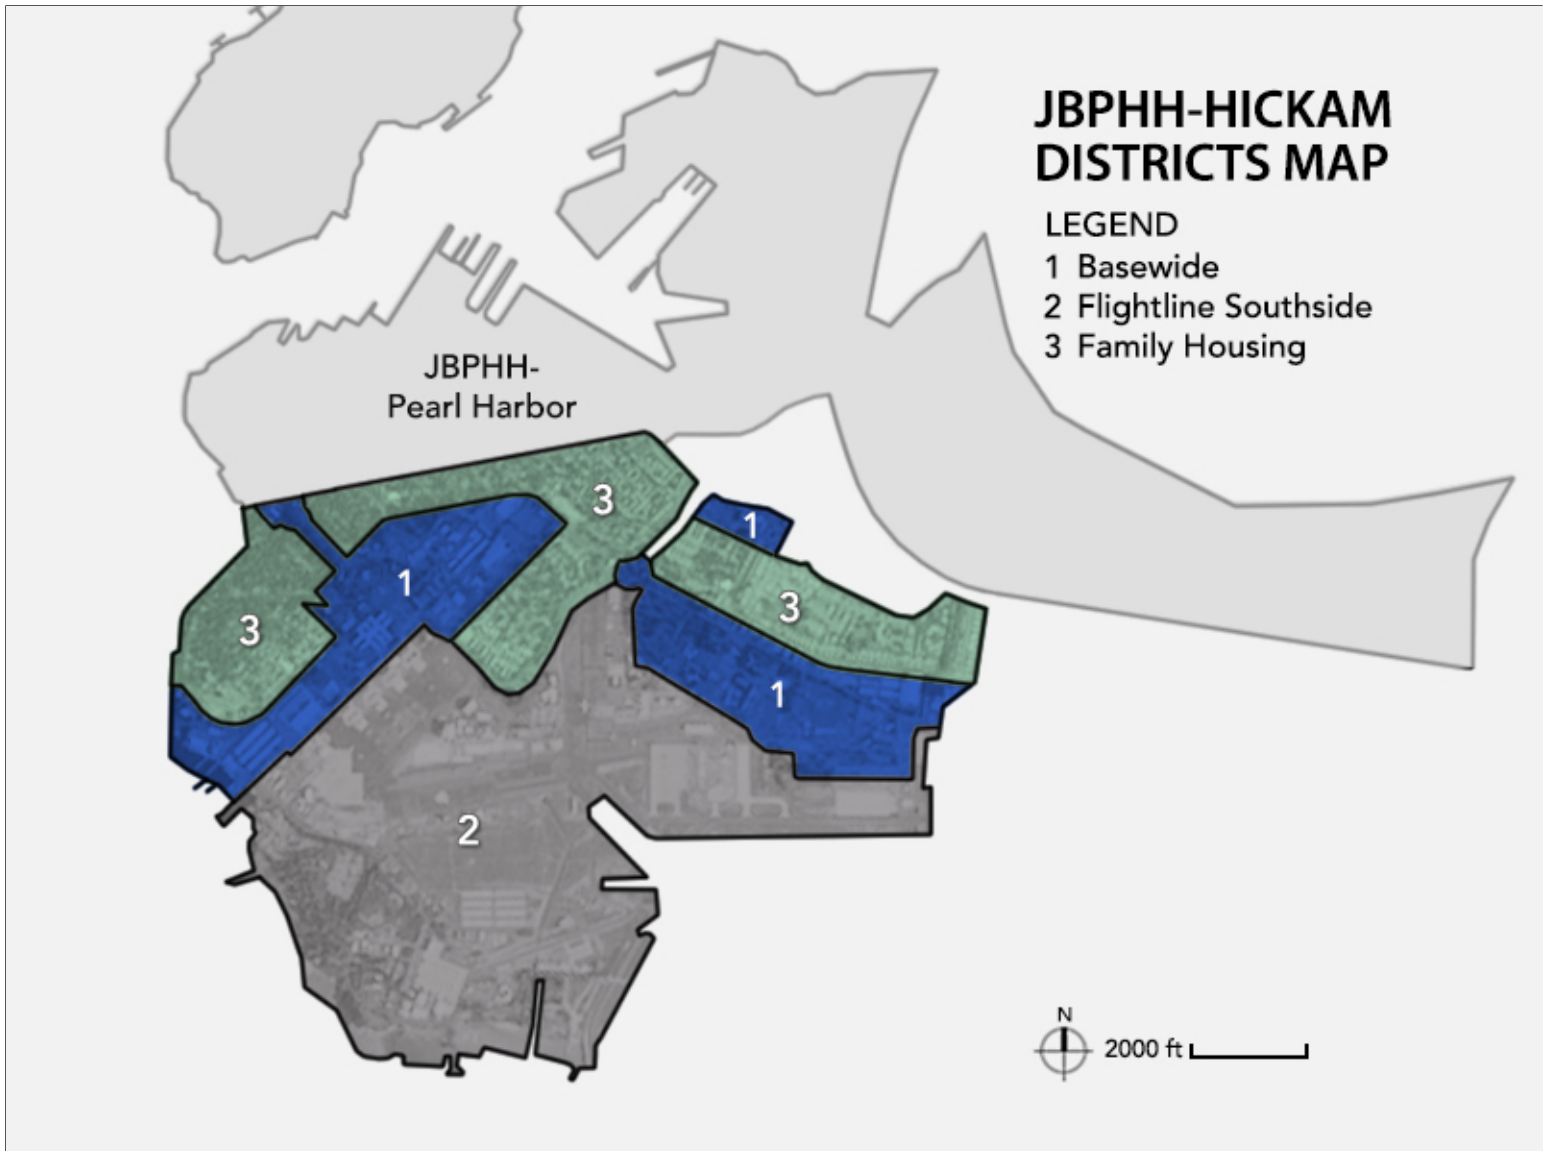 JBPHH-HICKAM
DISTRICTS MAP
LEGEND
1 Basewide
2 Flightline Southside
3 Family Housing
JBPHH-
Pearl Harbor
3
1
1
3
3
1
2
N
2000 ft